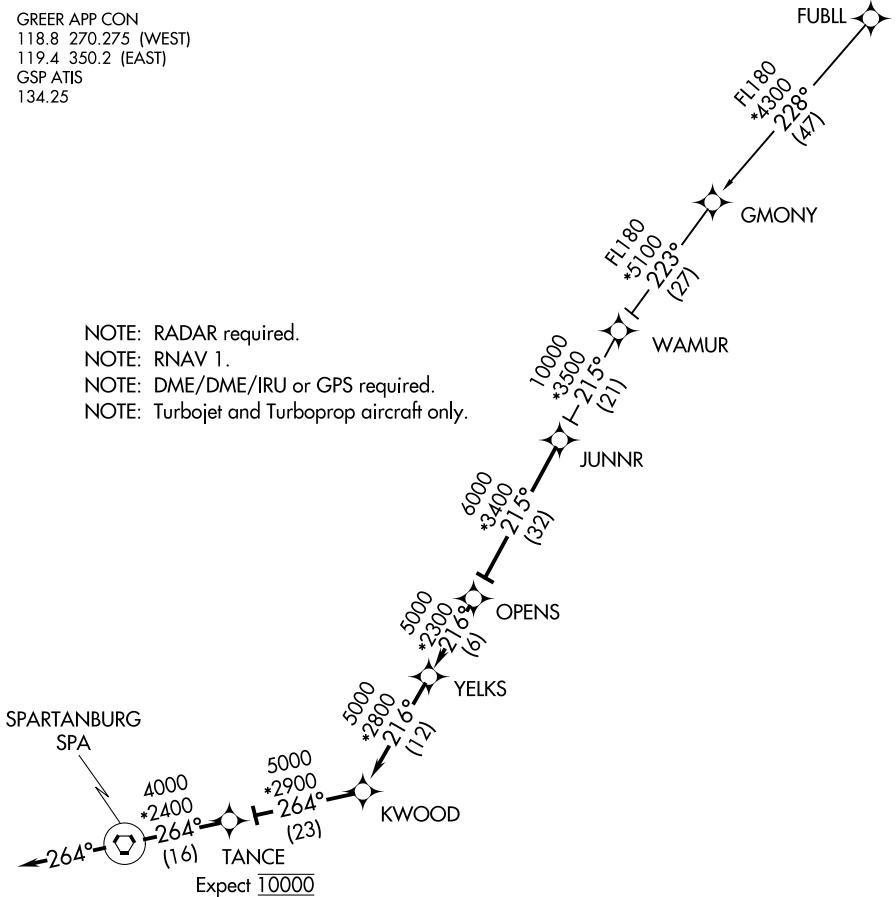 GREER APP CON
118.8 270.275 (WEST)
119.4 350.2 (EAST)
GSP ATIS
134.25
FUBLL
FL180
*4300
228°
(47)
GMONY
FL180
*5100
223°
(27)
WAMUR
NOTE: RADAR required.
NOTE: RNAV 1.
NOTE: DME/DME/IRU or GPS required.
NOTE: Turbojet and Turboprop aircraft only.
10000
*3500
215°
(21)
JUNNR
6000
*3400
215°
(32)
OPENS
5000
*2300
216°
(6)
YELKS
5000
*2800
216°
(12)
KWOOD
5000
*2900
264°
(23)
TANCE
Expect 10000
SPARTANBURG
SPA
4000
*2400
264°
(16)
264°